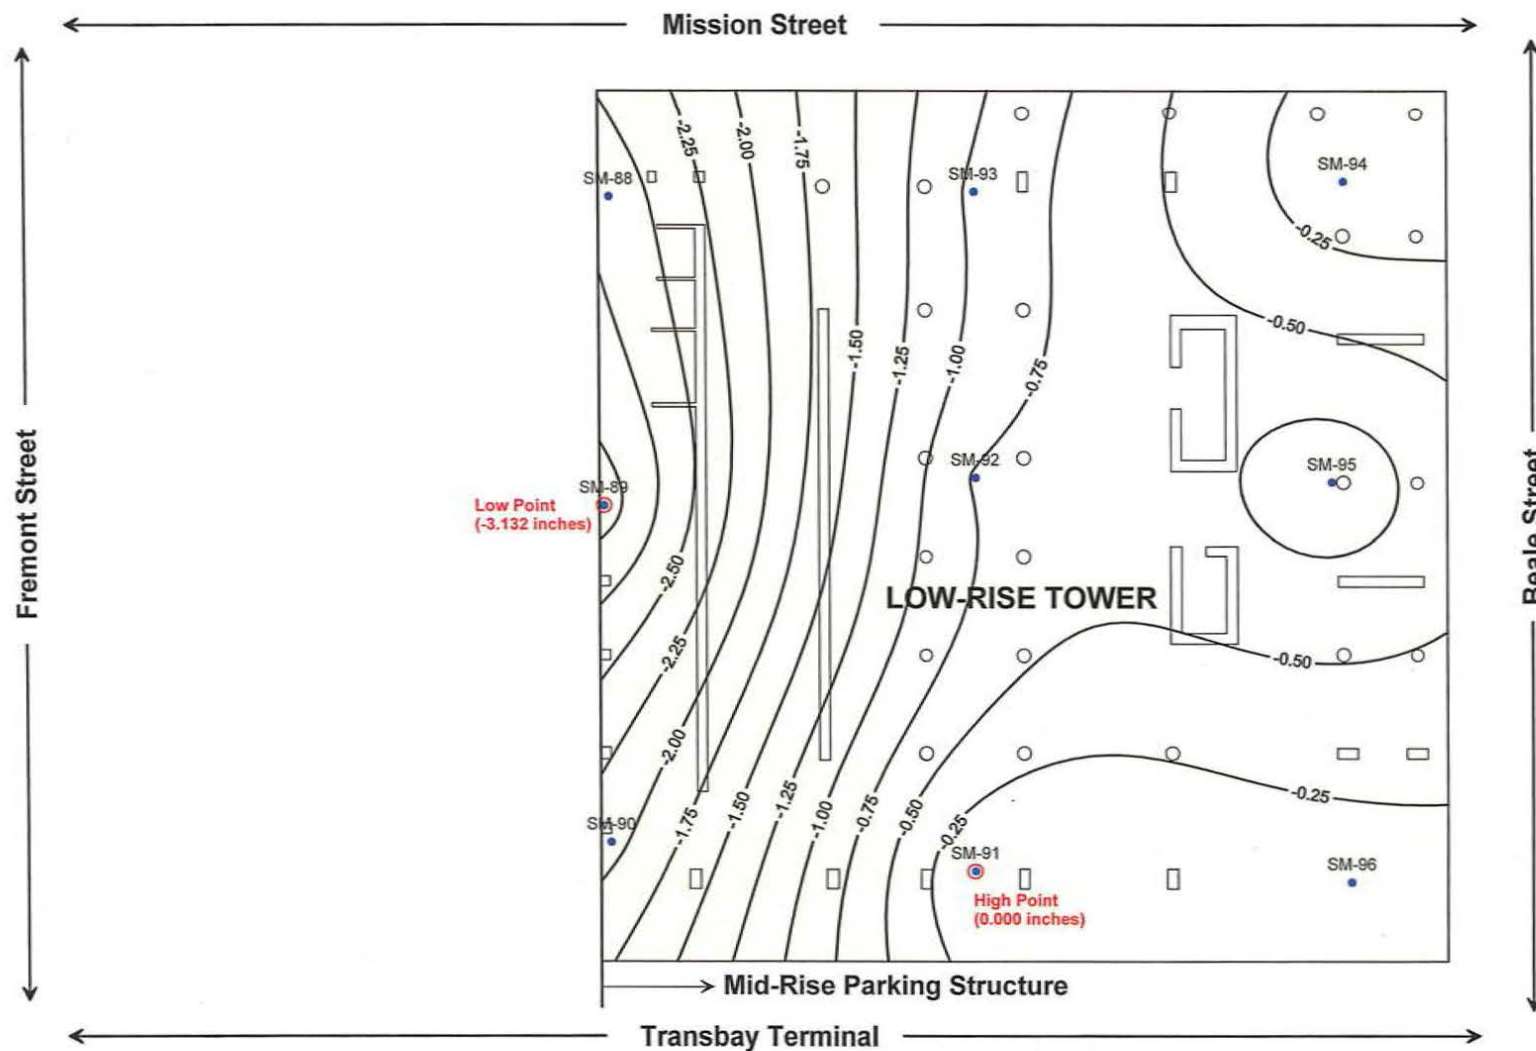 Mission Street
-2.25
-2.00
-1.75
SM-88
SM-93
SM-94
-0.25
-0.50
-1.50
-1.25
-1.00
-0.75
Fremont Street
Beale Street
SM-92
SM-95
SM-89
Low Point
(-3.132 inches)
-2.50
LOW-RISE TOWER
-2.25
-0.50
-2.00
-0.25
-1.75
-1.50
-1.25
-1.00
-0.75
-0.50
-0.25
SM-90
SM-91
SM-96
High Point
(0.000 inches)
Mid-Rise Parking Structure
Transbay Terminal